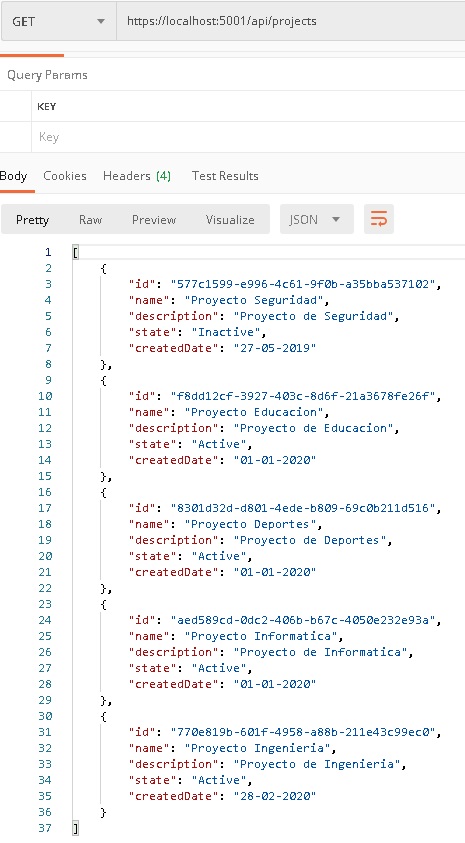 GET https://localhost:5001/api/projects
Query Params
KEY
Key
Body Cookies Headers (4) Test Results
Pretty Raw Preview Visualize JSON
1 [
2 {
3 "id": "577c1599-e996-4c61-9f0b-a35bba537102",
4 "name": "Proyecto Seguridad",
5 "description": "Proyecto de Seguridad",
6 "state": "Inactive",
7 "createdDate": "27-05-2019"
8 },
9 {
10 "id": "f8dd12cf-3927-403c-8d6f-21a3678fe26f",
11 "name": "Proyecto Educacion",
12 "description": "Proyecto de Educacion",
13 "state": "Active",
14 "createdDate": "01-01-2020"
15 },
16 {
17 "id": "8301d32d-d801-4ede-b809-69c0b211d516",
18 "name": "Proyecto Deportes",
19 "description": "Proyecto de Deportes",
20 "state": "Active",
21 "createdDate": "01-01-2020"
22 },
23 {
24 "id": "aed589cd-0dc2-406b-b67c-4050e232e93a",
25 "name": "Proyecto Informatica",
26 "description": "Proyecto de Informatica",
27 "state": "Active",
28 "createdDate": "01-01-2020"
29 },
30 {
31 "id": "770e819b-601f-4958-a88b-211e43c99ec0",
32 "name": "Proyecto Ingenieria",
33 "description": "Proyecto de Ingenieria",
34 "state": "Active",
35 "createdDate": "28-02-2020"
36 }
37 ]